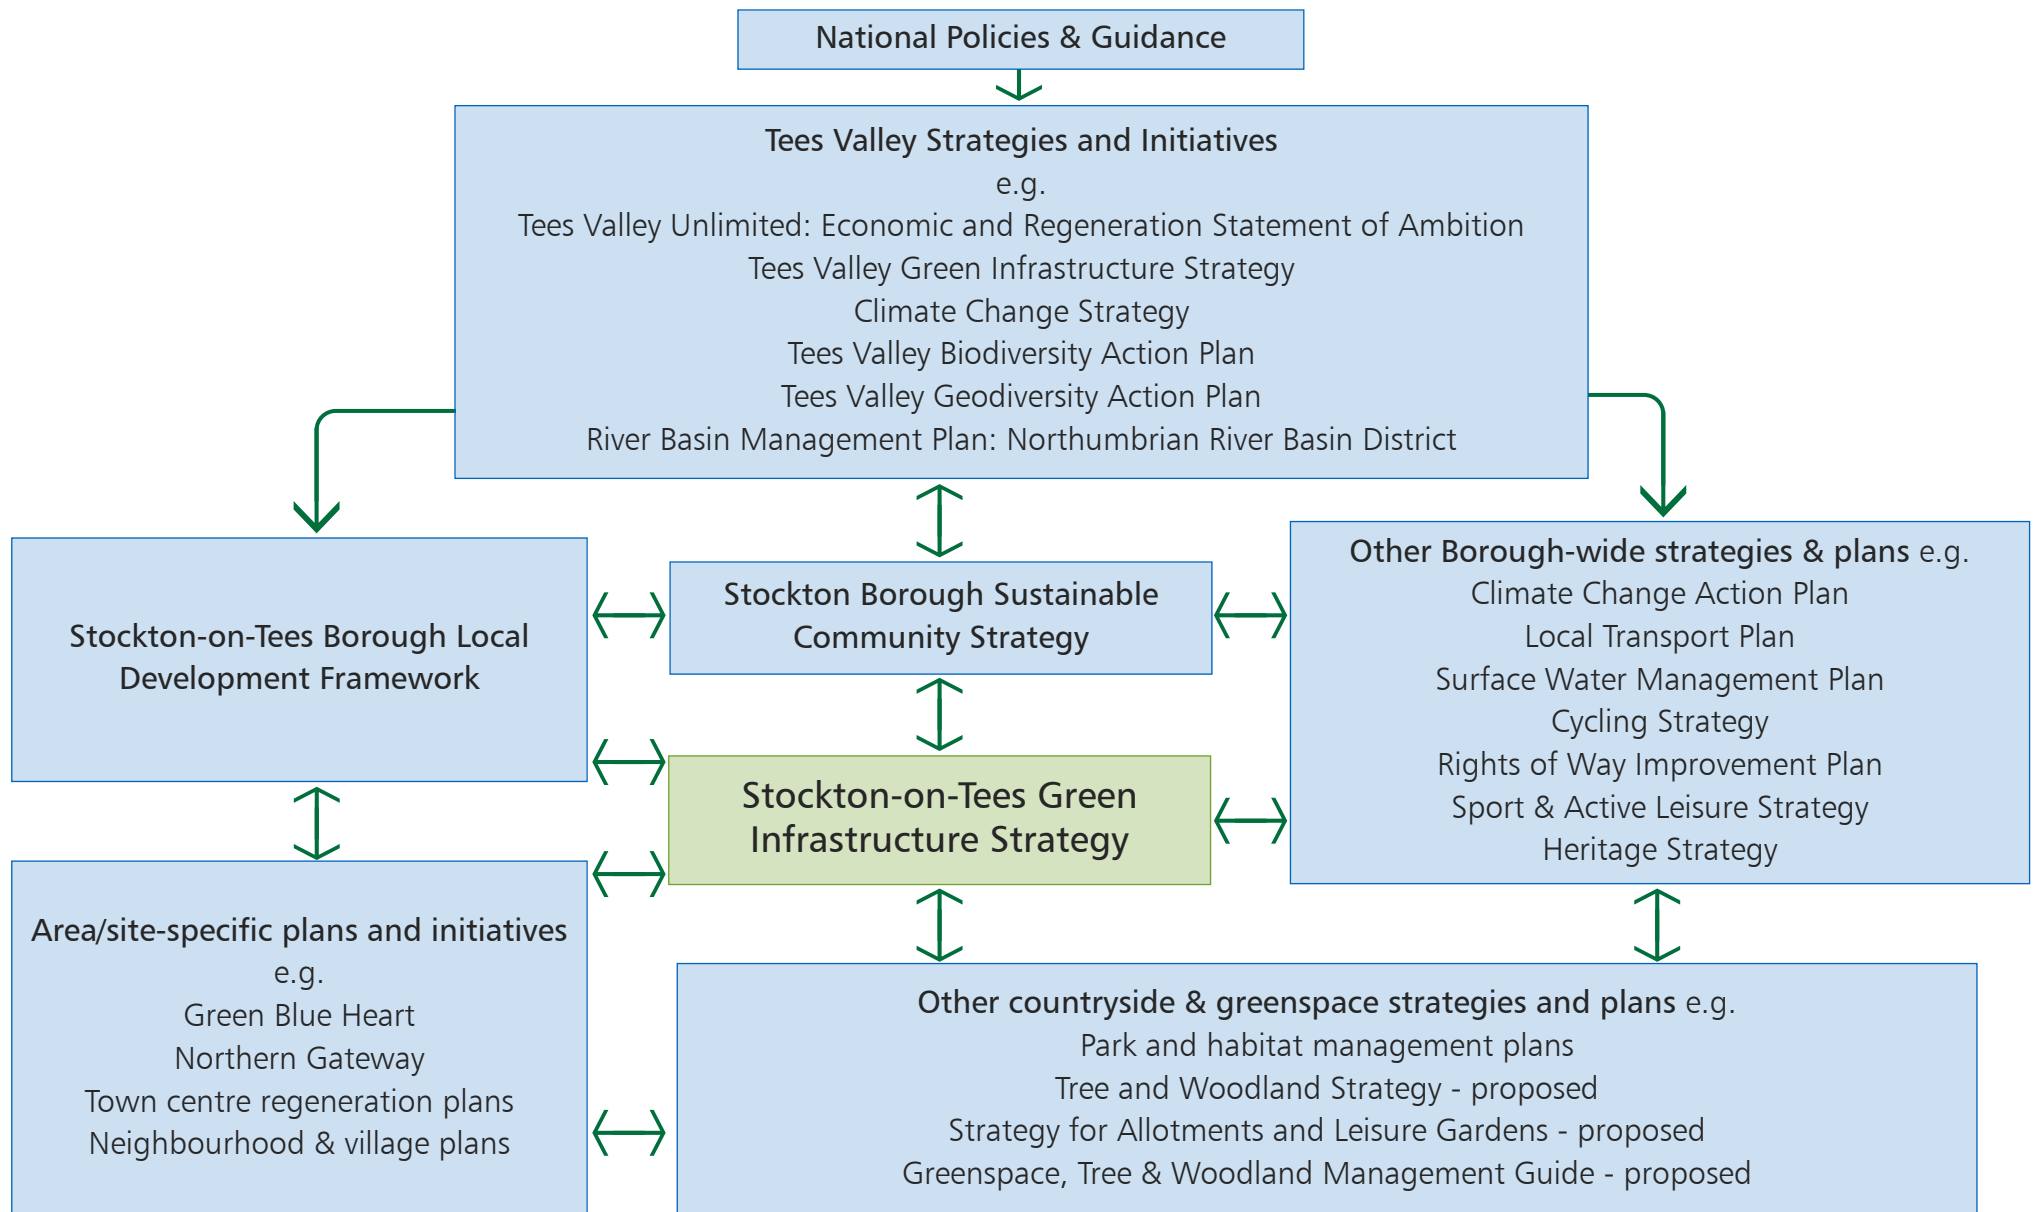 National Policies & Guidance
Tees Valley Strategies and Initiatives
e.g.
Tees Valley Unlimited: Economic and Regeneration Statement of Ambition
Tees Valley Green Infrastructure Strategy
Climate Change Strategy
Tees Valley Biodiversity Action Plan
Tees Valley Geodiversity Action Plan
River Basin Management Plan: Northumbrian River Basin District
Stockton-on-Tees Borough Local
Development Framework
Stockton Borough Sustainable
Community Strategy
Other Borough-wide strategies & plans e.g.
Climate Change Action Plan
Local Transport Plan
Surface Water Management Plan
Cycling Strategy
Rights of Way Improvement Plan
Sport & Active Leisure Strategy
Heritage Strategy
Stockton-on-Tees Green
Infrastructure Strategy
Area/site-specific plans and initiatives
e.g.
Green Blue Heart
Northern Gateway
Town centre regeneration plans
Neighbourhood & village plans
Other countryside & greenspace strategies and plans e.g.
Park and habitat management plans
Tree and Woodland Strategy - proposed
Strategy for Allotments and Leisure Gardens - proposed
Greenspace, Tree & Woodland Management Guide - proposed